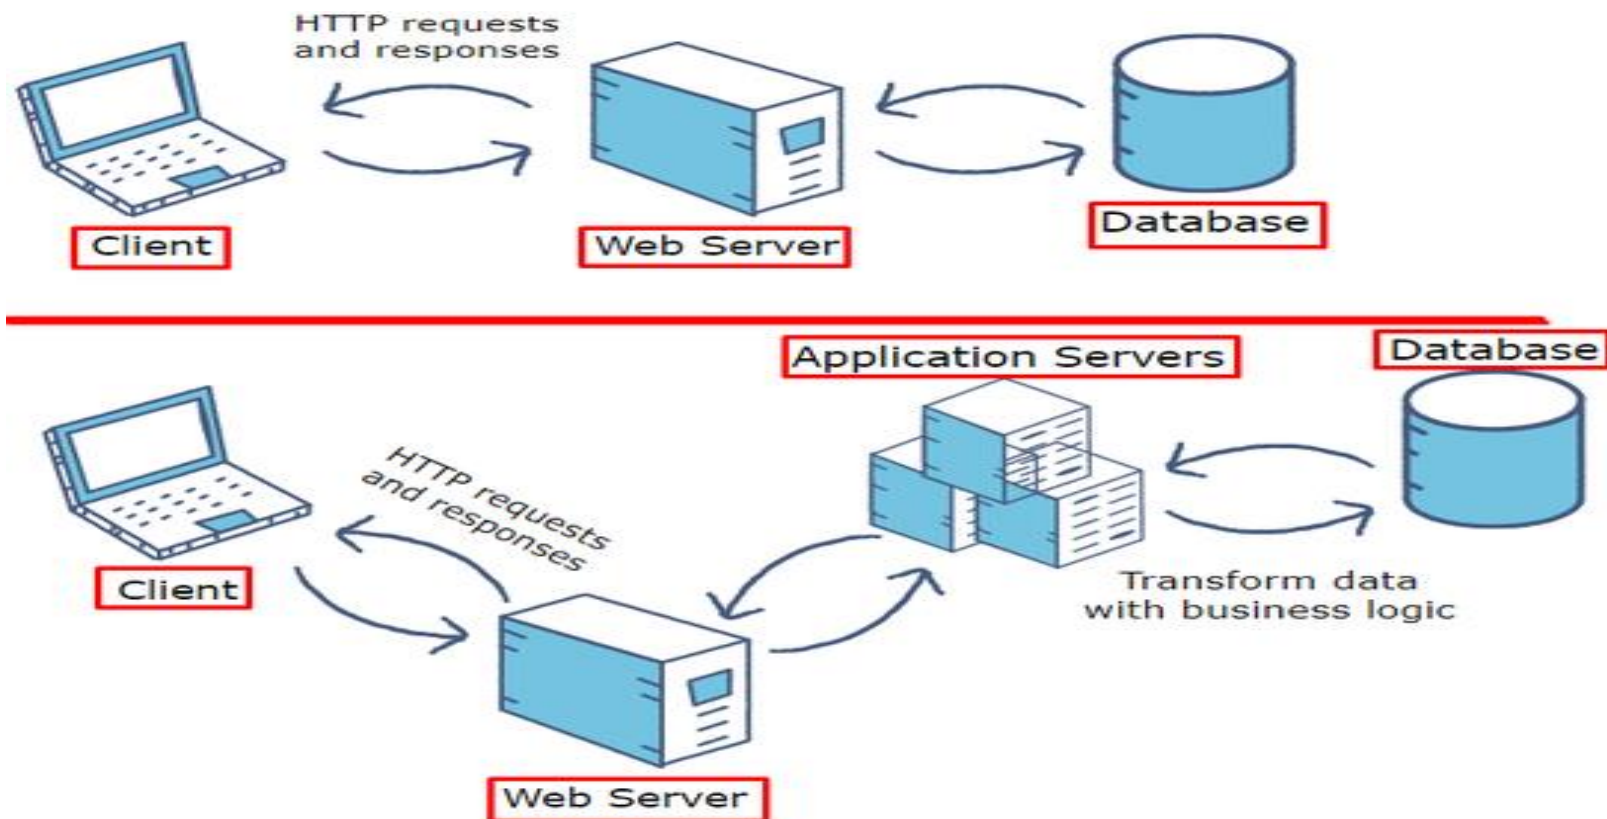 HTTP requests
and responses
Client
Web Server
Database
Application Servers
Database
HTTP requests
and responses
Client
Transform data
with business logic
Web Server